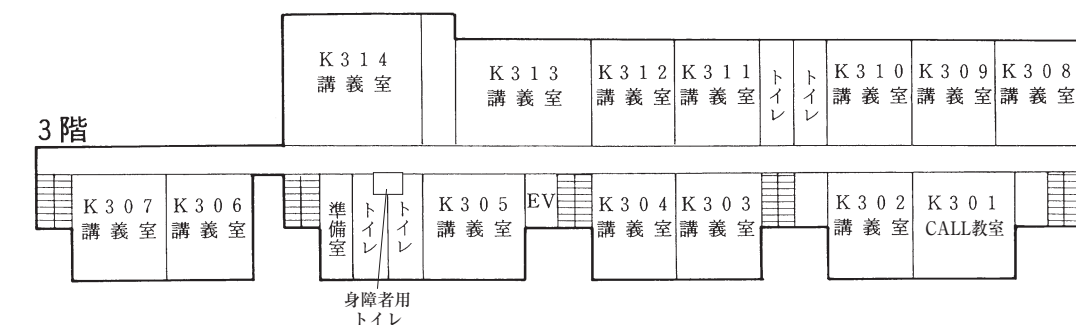 3階
K314
講義室
K313
講義室
K312
講義室
K311
講義室
トイレ
トイレ
K310
講義室
K309
講義室
K308
講義室
K307
講義室
K306
講義室
準備室
トイレ
トイレ
K305
講義室
EV
K304
講義室
K303
講義室
K302
講義室
K301
CALL教室
身障者用
トイレ